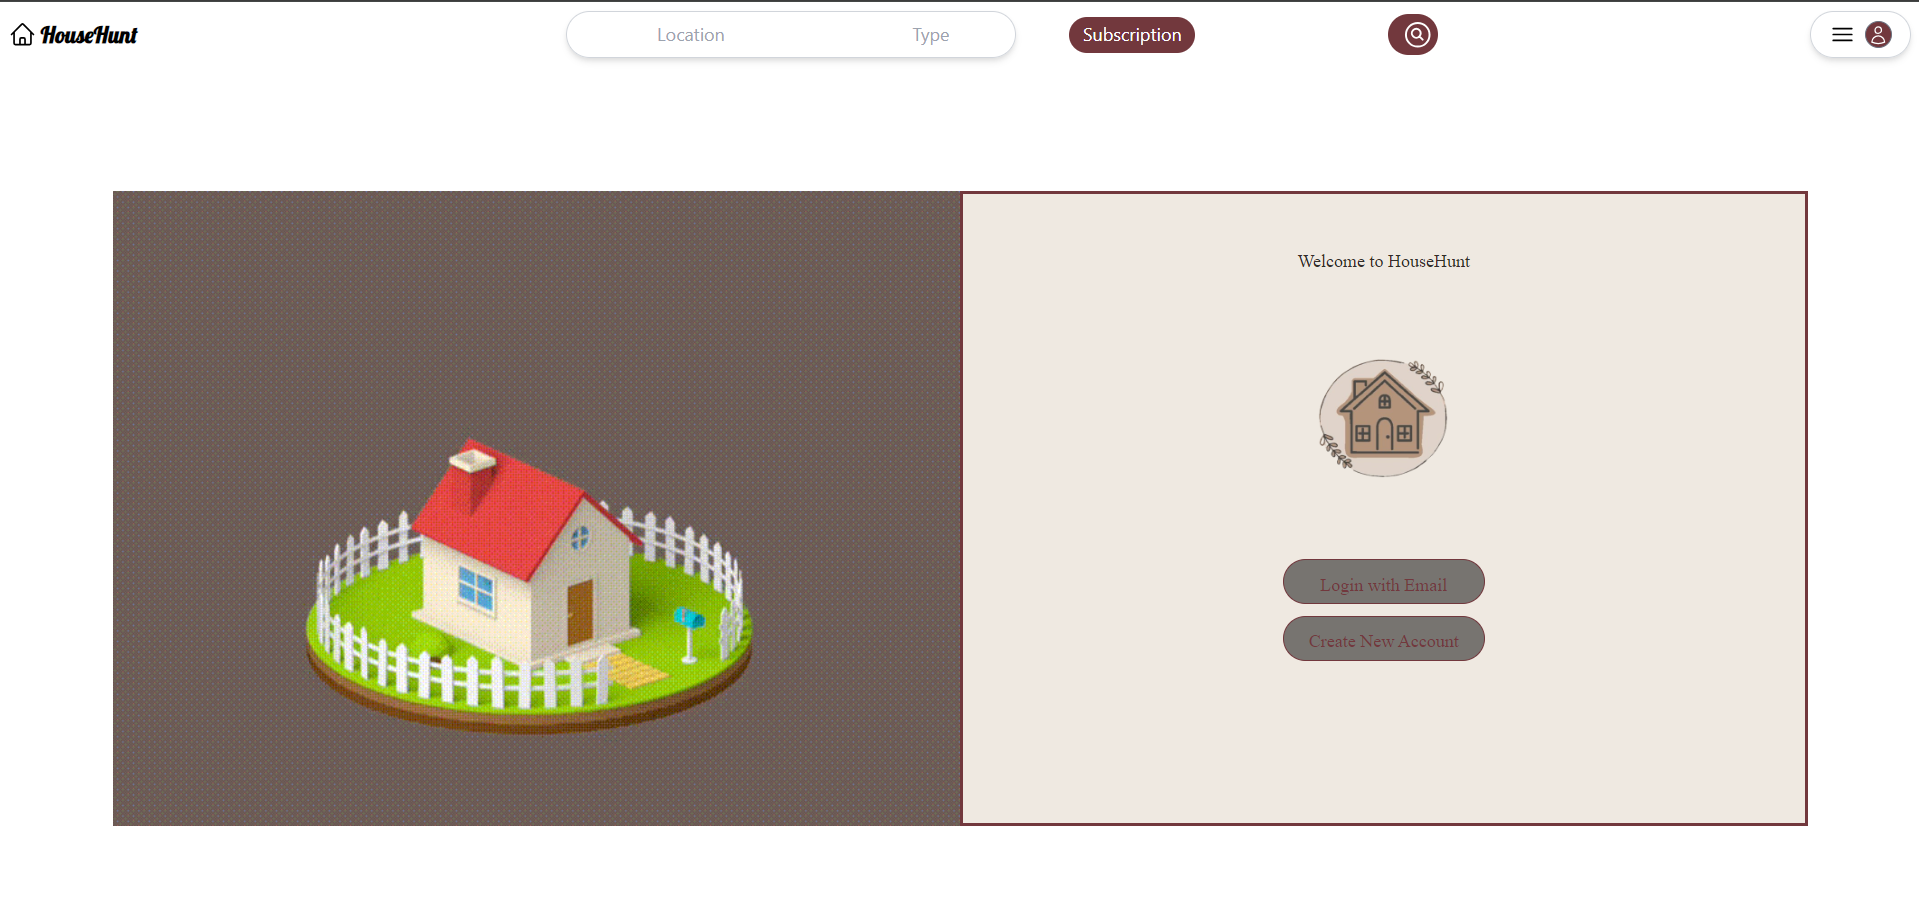 HouseHunt
Location
Type
Subscription
Welcome to HouseHunt
Login with Email
Create New Account